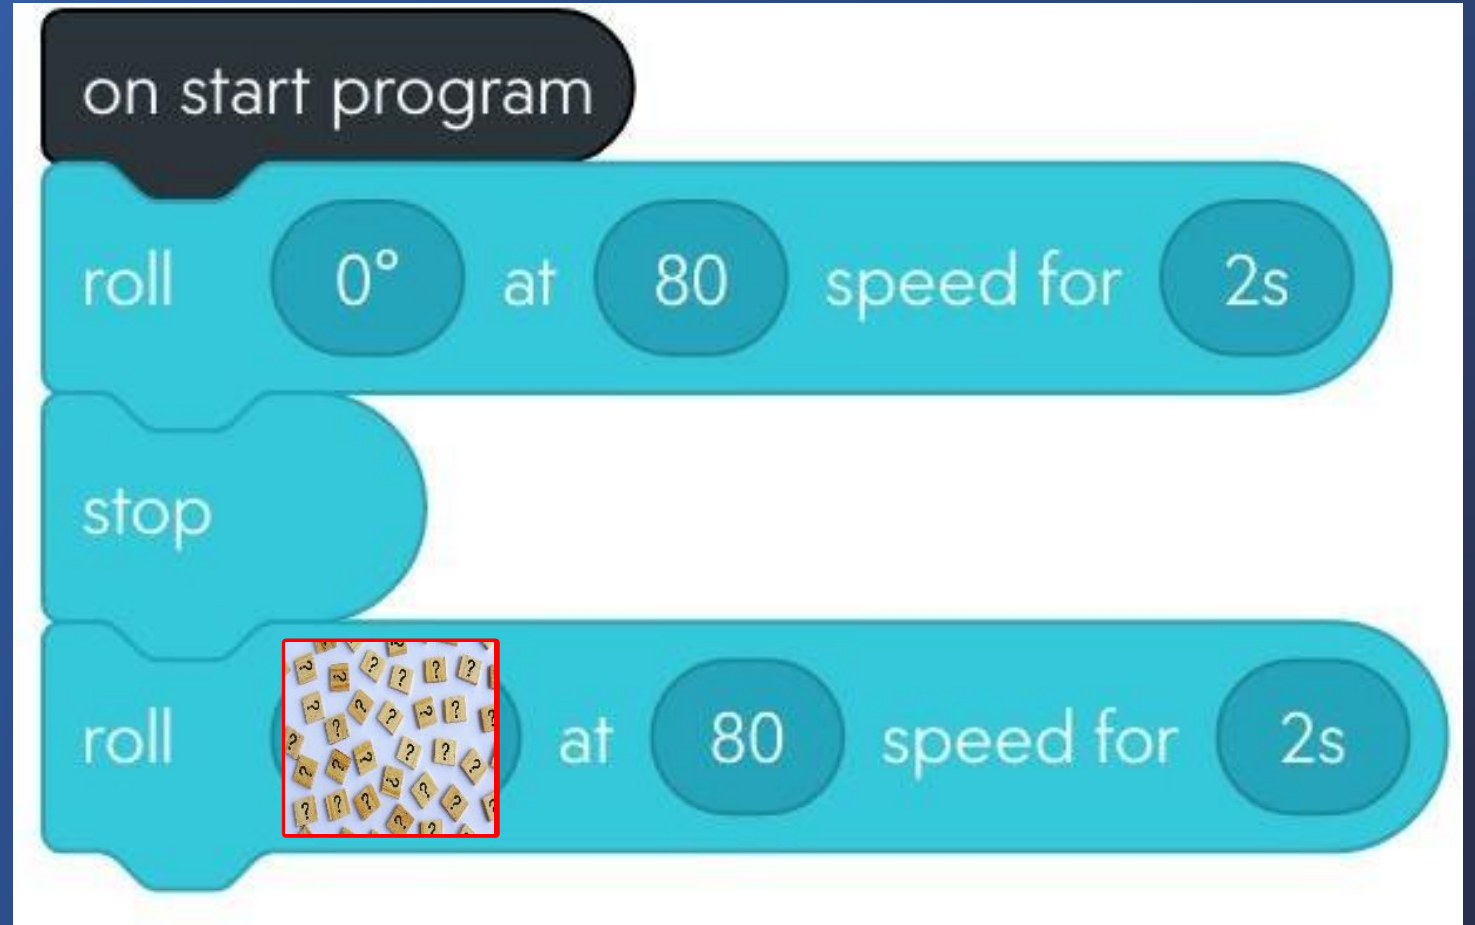 on start program
roll 0° at 80 speed for 2s
stop
roll at 80 speed for 2s